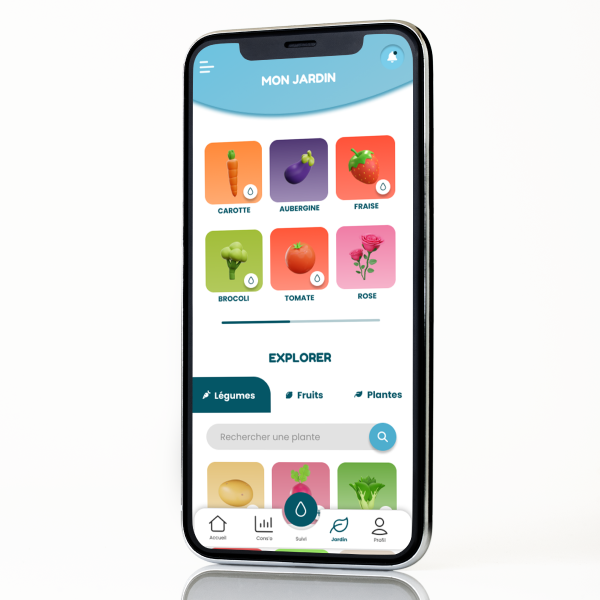 MON JARDIN
CAROTTE AUBERGINE FRAISE
BROCOLI TOMATE ROSE
EXPLORER
Légumes Fruits Plantes
Rechercher une plante
Accueil Conso Suivi Jardin Profil